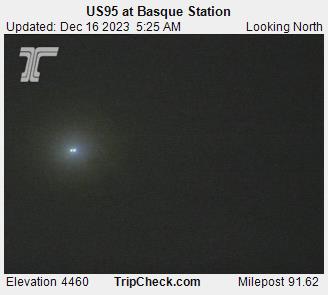 US95 at Basque Station
Updated: Dec 16 2023 5:25 AM Looking North
Elevation 4460 TripCheck.com Milepost 91.62